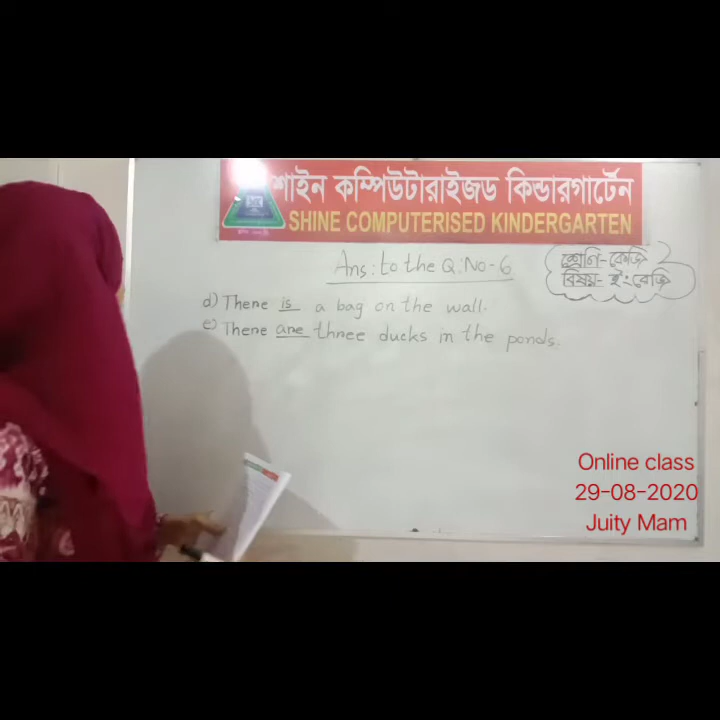 শাইন কম্পিউটারাইজড কিন্ডারগার্টেন
SHINE COMPUTERISED KINDERGARTEN
Ans: to the Q: No-6
শ্রেণি-কেজি
বিষয়- ইংরেজি
d) There is a bag on the wall.
e) There are three ducks in the ponds.
Online class
29-08-2020
Juity Mam